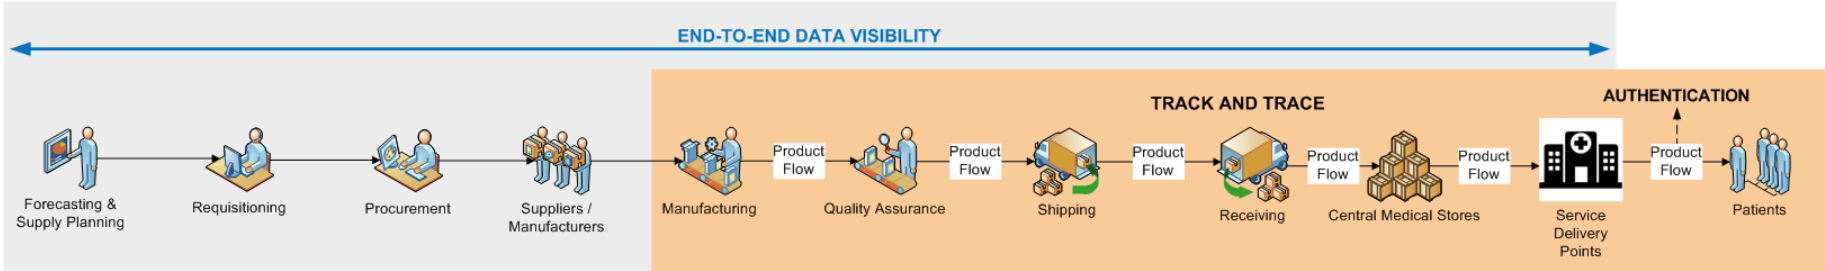 END-TO-END DATA VISIBILITY
TRACK AND TRACE
AUTHENTICATION
Product
Flow
Product
Flow
Product
Flow
Product
Flow
Product
Flow
Product
Flow
Forecasting &
Supply Planning
Requisitioning
Procurement
Suppliers /
Manufacturers
Manufacturing
Quality Assurance
Shipping
Receiving
Central Medical Stores
Service
Delivery
Points
Patients